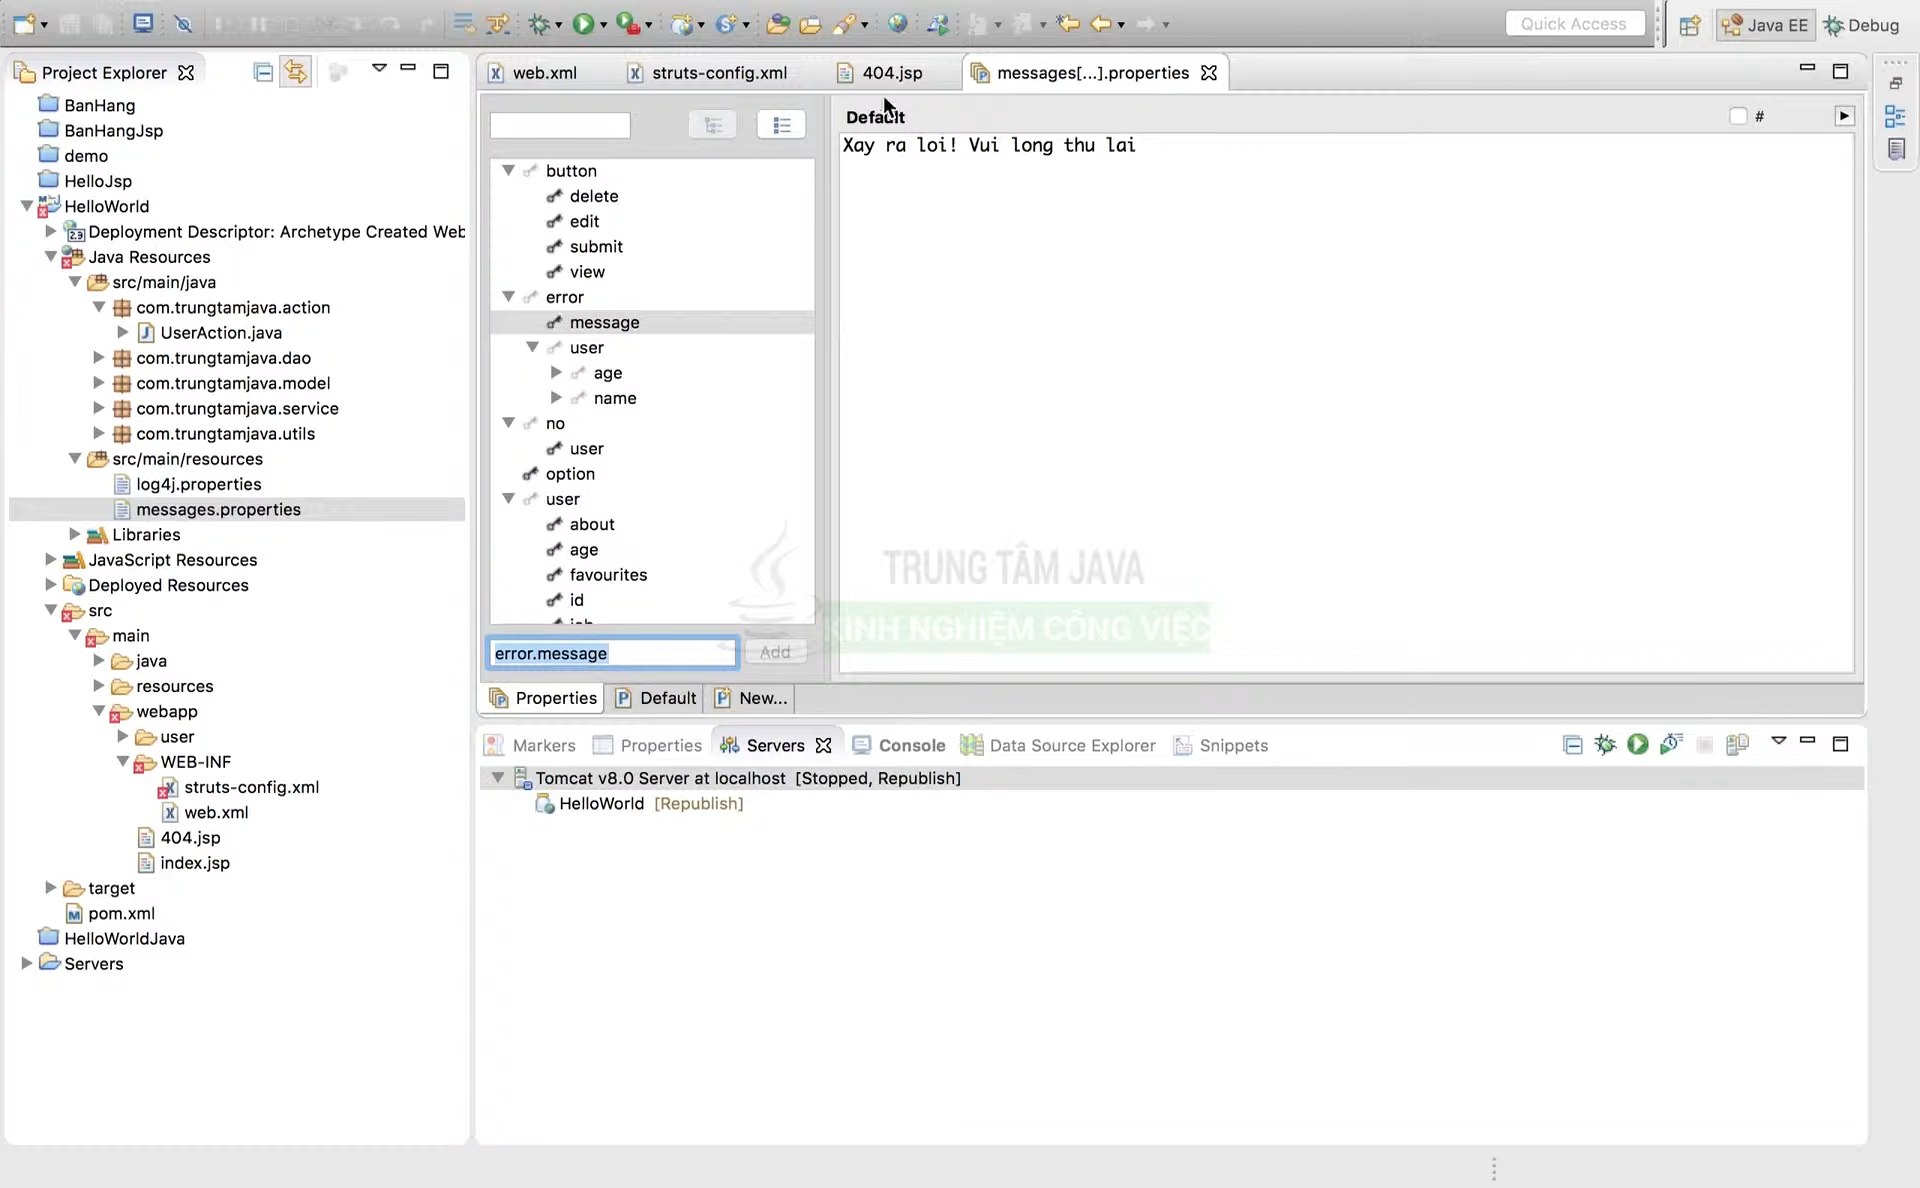 Quick Access
Java EE
Debug
Project Explorer
BanHang
BanHangJsp
demo
HelloJsp
HelloWorld
Deployment Descriptor: Archetype Created Web
Java Resources
src/main/java
com.trungtamjava.action
UserAction.java
com.trungtamjava.dao
com.trungtamjava.model
com.trungtamjava.service
com.trungtamjava.utils
src/main/resources
log4j.properties
messages.properties
Libraries
JavaScript Resources
Deployed Resources
src
main
java
resources
webapp
user
WEB-INF
struts-config.xml
web.xml
404.jsp
index.jsp
target
pom.xml
HelloWorldJava
Servers
web.xml
struts-config.xml
404.jsp
messages[...].properties
button
delete
edit
submit
view
error
message
user
age
name
no
user
option
user
about
age
favourites
id
error.message
Add
Default
#
Xay ra loi! Vui long thu lai
TRUNG TÂM JAVA
KINH NGHIỆM CÔNG VIỆC
Properties
Default
New...
Markers
Properties
Servers
Console
Data Source Explorer
Snippets
Tomcat v8.0 Server at localhost [Stopped, Republish]
HelloWorld [Republish]